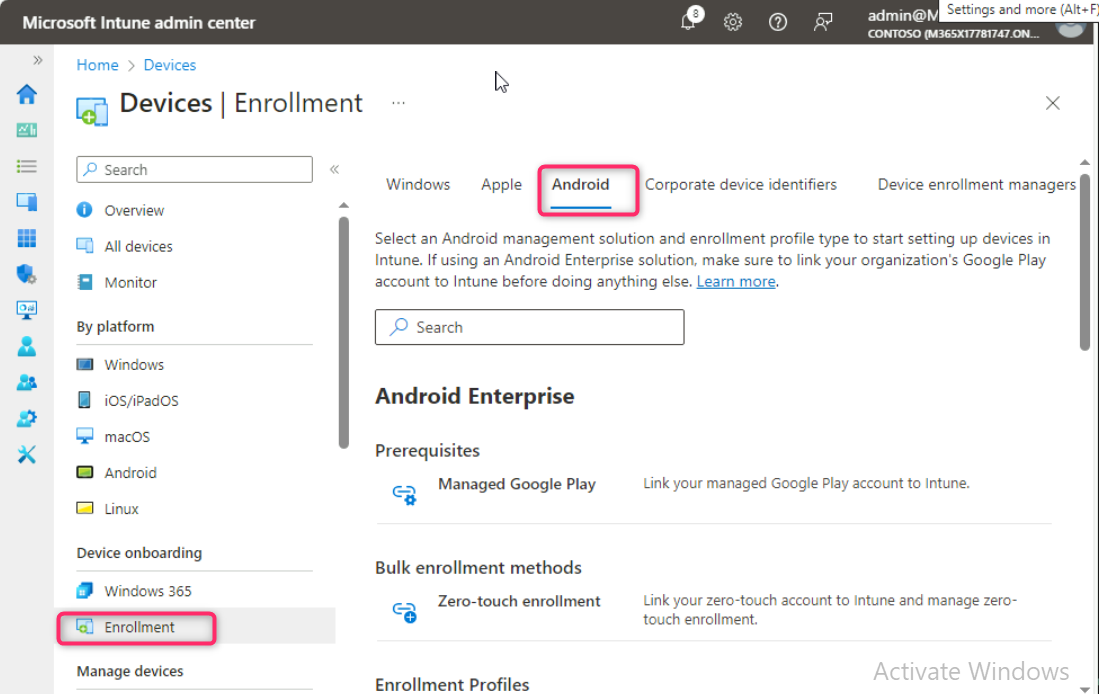 Microsoft Intune admin center
8
admin@M
CONTOSO (M365X17781747.ON...
Settings and more (Alt+F)
Home > Devices
Devices | Enrollment
...
Search
Overview
All devices
Monitor
By platform
Windows
iOS/iPadOS
macOS
Android
Linux
Device onboarding
Windows 365
Enrollment
Manage devices
Windows
Apple
Android
Corporate device identifiers
Device enrollment managers
Select an Android management solution and enrollment profile type to start setting up devices in
Intune. If using an Android Enterprise solution, make sure to link your organization's Google Play
account to Intune before doing anything else. Learn more.
Search
Android Enterprise
Prerequisites
Managed Google Play
Link your managed Google Play account to Intune.
Bulk enrollment methods
Zero-touch enrollment
Link your zero-touch account to Intune and manage zero-
touch enrollment.
Enrollment Profiles
Activate Windows